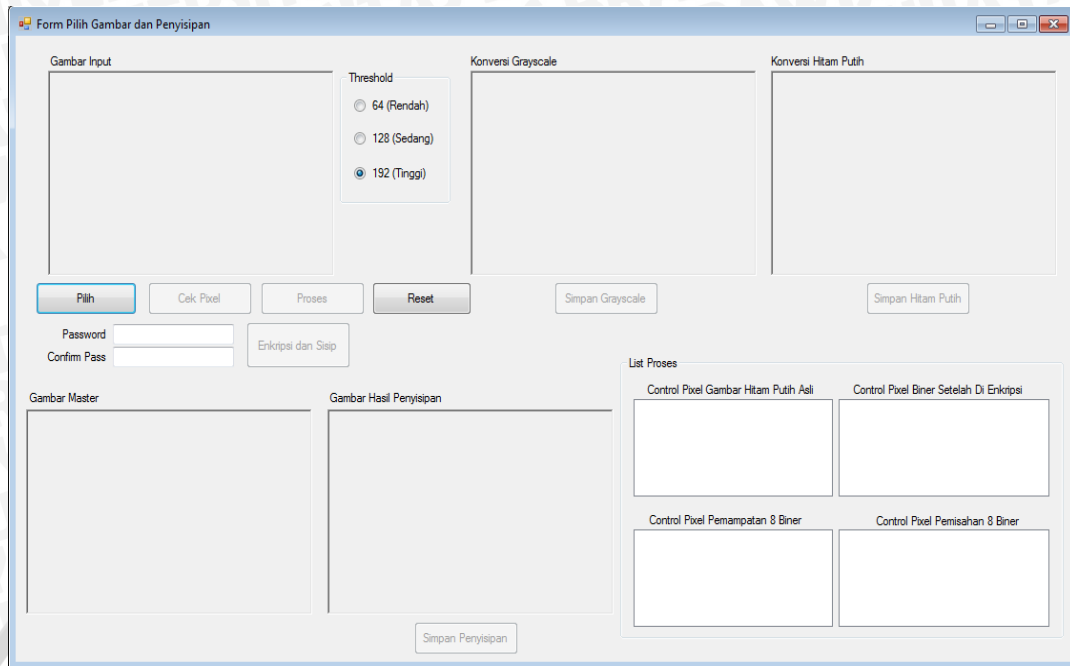 Form Pilih Gambar dan Penyisipan
Gambar Input
Threshold
64 (Rendah)
128 (Sedang)
192 (Tinggi)
Konversi Grayscale
Konversi Hitam Putih
Pilih
Cek Pixel
Proses
Reset
Simpan Grayscale
Simpan Hitam Putih
Password
Confirm Pass
Enkripsi dan Sisip
Gambar Master
Gambar Hasil Penyisipan
List Proses
Control Pixel Gambar Hitam Putih Asli
Control Pixel Biner Setelah Di Enkripsi
Control Pixel Pemampatan 8 Biner
Control Pixel Pemisahan 8 Biner
Simpan Penyisipan